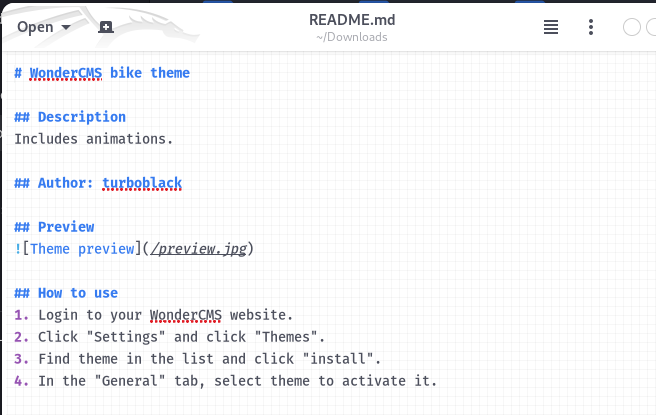 Open
README.md
~/Downloads
# WonderCMS bike theme
## Description
Includes animations.
## Author: turboblack
## Preview
![Theme preview](/preview.jpg)
## How to use
1. Login to your WonderCMS website.
2. Click "Settings" and click "Themes".
3. Find theme in the list and click "install".
4. In the "General" tab, select theme to activate it.